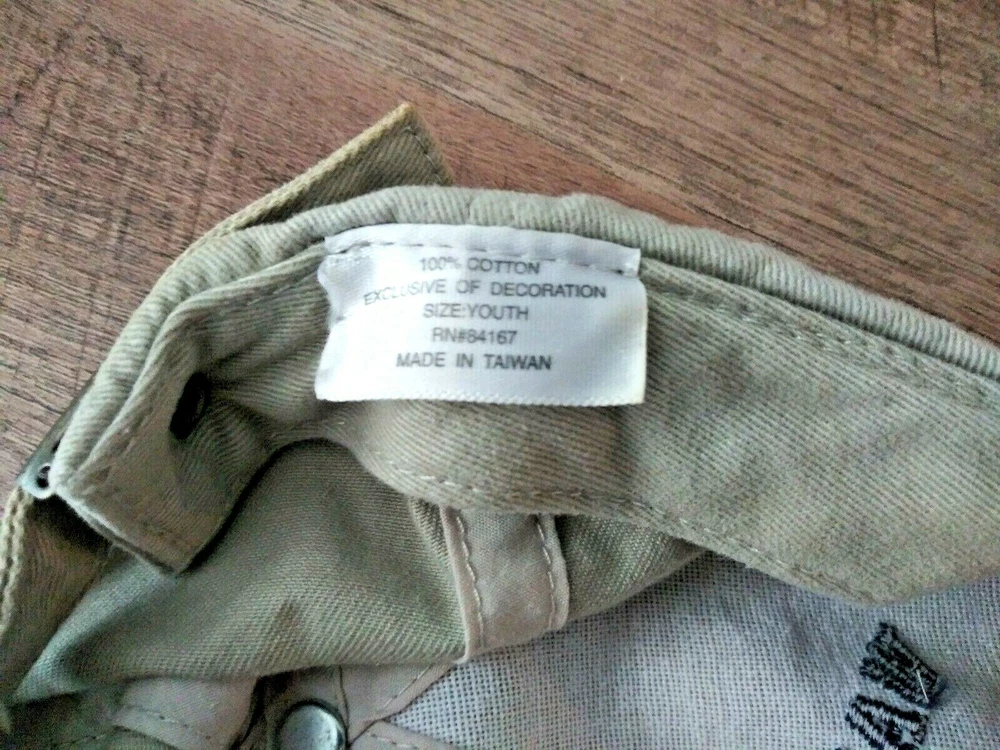 100% COTTON
EXCLUSIVE OF DECORATION
SIZE:YOUTH
RN#84167
MADE IN TAIWAN